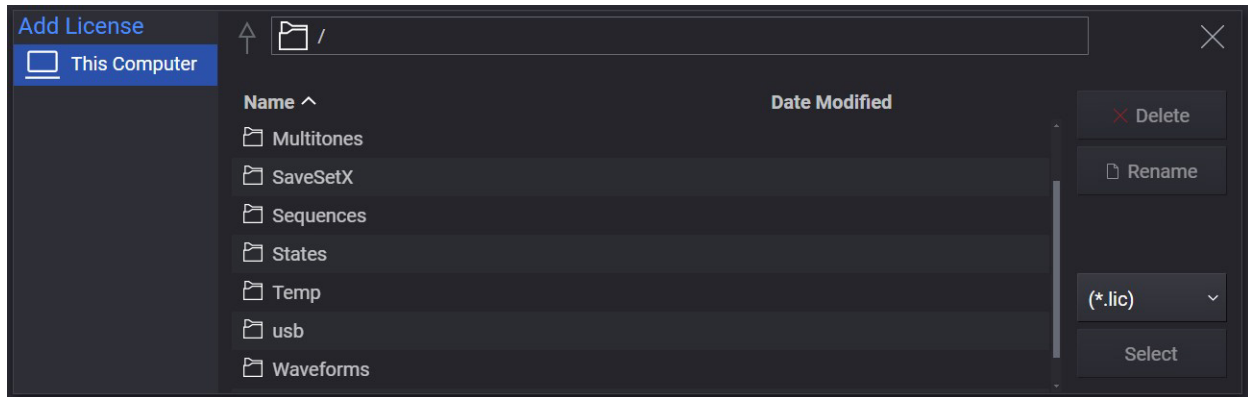 Add License
/
This Computer
Name
Date Modified
Delete
Multitones
SaveSetX
Rename
Sequences
States
Temp
(*.lic)
usb
Select
Waveforms